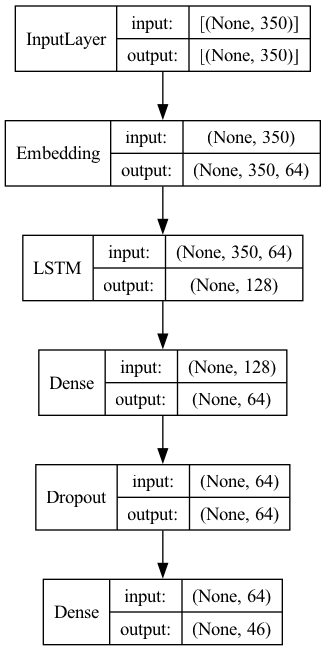 InputLayer input: [(None, 350)]
output: [(None, 350)]
Embedding input: (None, 350)
output: (None, 350, 64)
LSTM input: (None, 350, 64)
output: (None, 128)
Dense input: (None, 128)
output: (None, 64)
Dropout input: (None, 64)
output: (None, 64)
Dense input: (None, 64)
output: (None, 46)